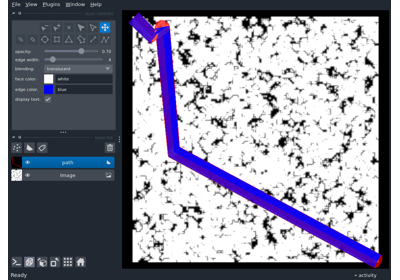 File View Plugins Window Help
opacity: 0.70
edge width: 4
blending: translucent
face color: white
edge color: blue
display text: ✓
path
Image
Ready
activity